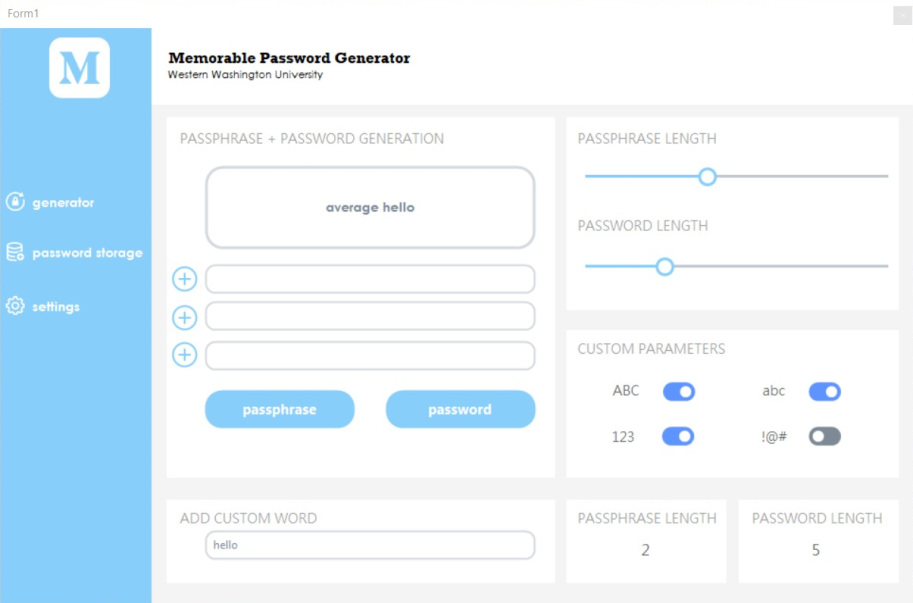 Form1
M
Memorable Password Generator
Western Washington University
generator
password storage
settings
PASSPHRASE + PASSWORD GENERATION
average hello
passphrase
password
ADD CUSTOM WORD
hello
PASSPHRASE LENGTH
PASSWORD LENGTH
CUSTOM PARAMETERS
ABC
abc
123
!@#
PASSPHRASE LENGTH
2
PASSWORD LENGTH
5